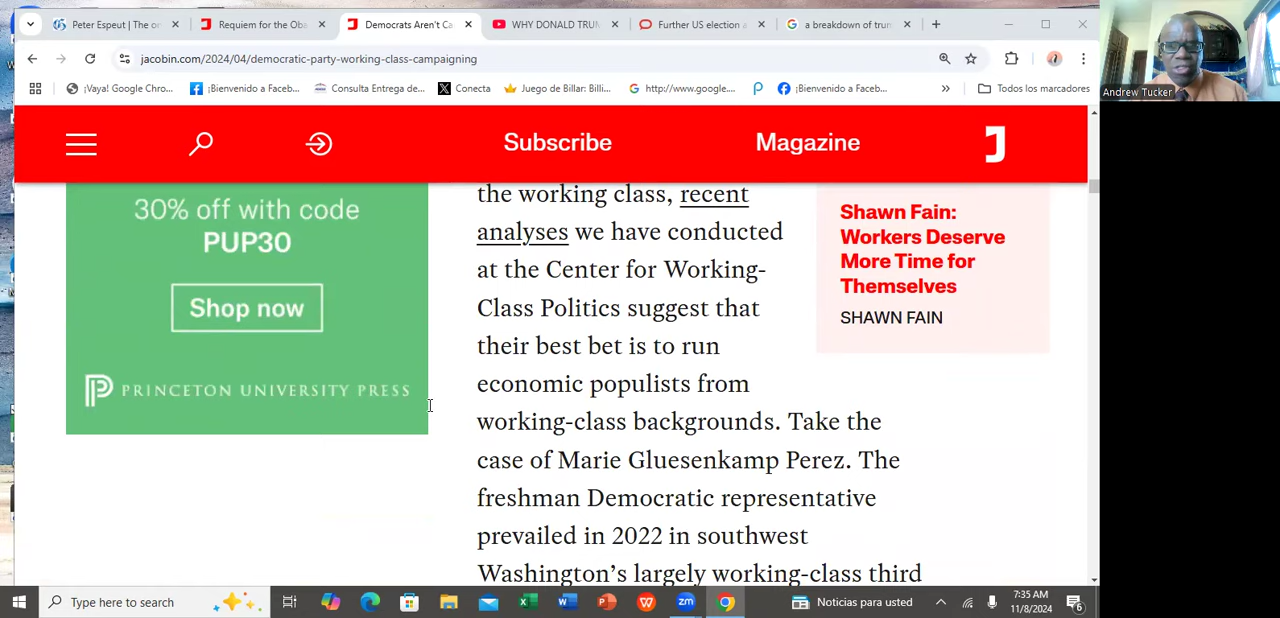 Peter Espeut | The or
Requiem for the Oba
Democrats Aren't Ca
WHY DONALD TRUM
Further US election a
a breakdown of trun
jacobin.com/2024/04/democratic-party-working-class-campaigning
¡Vaya! Google Chro...
¡Bienvenido a Faceb...
Consulta Entrega de...
Conecta
Juego de Billar: Billi...
http://www.google....
¡Bienvenido a Faceb...
»
Todos los marcadores
Andrew Tucker
Subscribe
Magazine
30% off with code
PUP30
Shop now
PRINCETON UNIVERSITY PRESS
the working class, recent
analyses we have conducted
at the Center for Working-
Class Politics suggest that
their best bet is to run
economic populists from
working-class backgrounds. Take the
case of Marie Gluesenkamp Perez. The
freshman Democratic representative
prevailed in 2022 in southwest
Washington's largely working-class third
Shawn Fain:
Workers Deserve
More Time for
Themselves
SHAWN FAIN
Type here to search
Noticias para usted
7:35 AM
11/8/2024
6